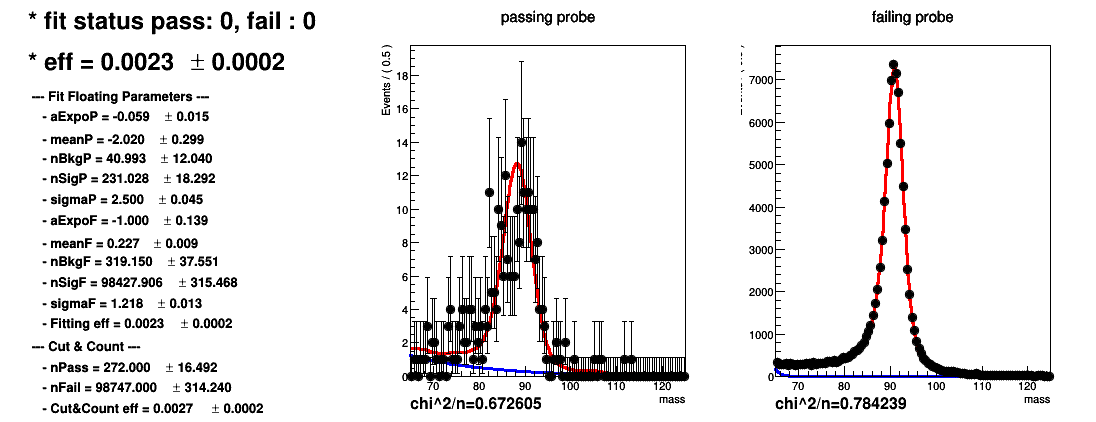 * fit status pass: 0, fail : 0
* eff = 0.0023 ± 0.0002
--- Fit Floating Parameters ---
- aExpoP = -0.059 ± 0.015
- meanP = -2.020 ± 0.299
- nBkgP = 40.993 ± 12.040
- nSigP = 231.028 ± 18.292
- sigmaP = 2.500 ± 0.045
- aExpoF = -1.000 ± 0.139
- meanF = 0.227 ± 0.009
- nBkgF = 319.150 ± 37.551
- nSigF = 98427.906 ± 315.468
- sigmaF = 1.218 ± 0.013
- Fitting eff = 0.0023 ± 0.0002
--- Cut & Count ---
- nPass = 272.000 ± 16.492
- nFail = 98747.000 ± 314.240
- Cut&Count eff = 0.0027 ± 0.0002
passing probe
Events / ( 0.5 )
18
16
14
12
10
8
6
4
2
0
70 80 90 100 110 120
mass
chi^2/n=0.672605
failing probe
7000
6000
5000
4000
3000
2000
1000
0
70 80 90 100 110 120
mass
chi^2/n=0.784239